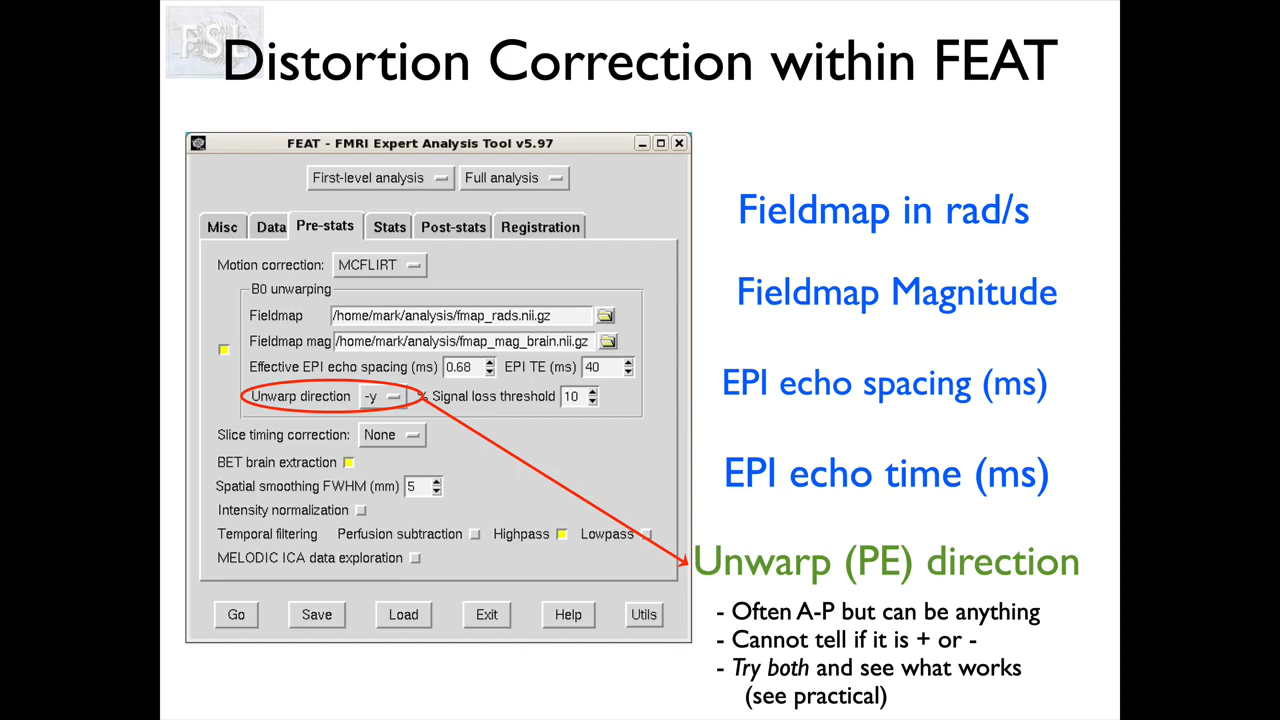 FSL
Distortion Correction within FEAT
FEAT - FMRI Expert Analysis Tool v5.97
First-level analysis Full analysis
Misc Data Pre-stats Stats Post-stats Registration
Motion correction: MCFLIRT
B0 unwarping
Fieldmap /home/mark/analysis/fmap_rads.nii.gz
Fieldmap mag /home/mark/analysis/fmap_mag_brain.nii.gz
Effective EPI echo spacing (ms) 0.68 EPI TE (ms) 40
Unwarp direction -y % Signal loss threshold 10
Slice timing correction: None
BET brain extraction
Spatial smoothing FWHM (mm) 5
Intensity normalization
Temporal filtering Perfusion subtraction Highpass Lowpass
MELODIC ICA data exploration
Go Save Load Exit Help Utils
Fieldmap in rad/s
Fieldmap Magnitude
EPI echo spacing (ms)
EPI echo time (ms)
Unwarp (PE) direction
- Often A-P but can be anything
- Cannot tell if it is + or -
- Try both and see what works
(see practical)